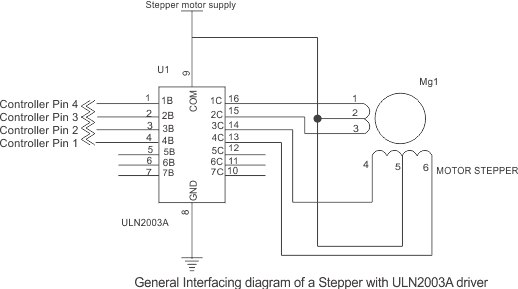 Stepper motor supply
U1
9
COM
Controller Pin 4
Controller Pin 3
Controller Pin 2
Controller Pin 1
1 1B 1C 16
2 2B 2C 15
3 3B 3C 14
4 4B 4C 13
5 5B 5C 12
6 6B 6C 11
7 7B 7C 10
GND
8
ULN2003A
Mg1
1
2
3
4 5 6
MOTOR STEPPER
General Interfacing diagram of a Stepper with ULN2003A driver